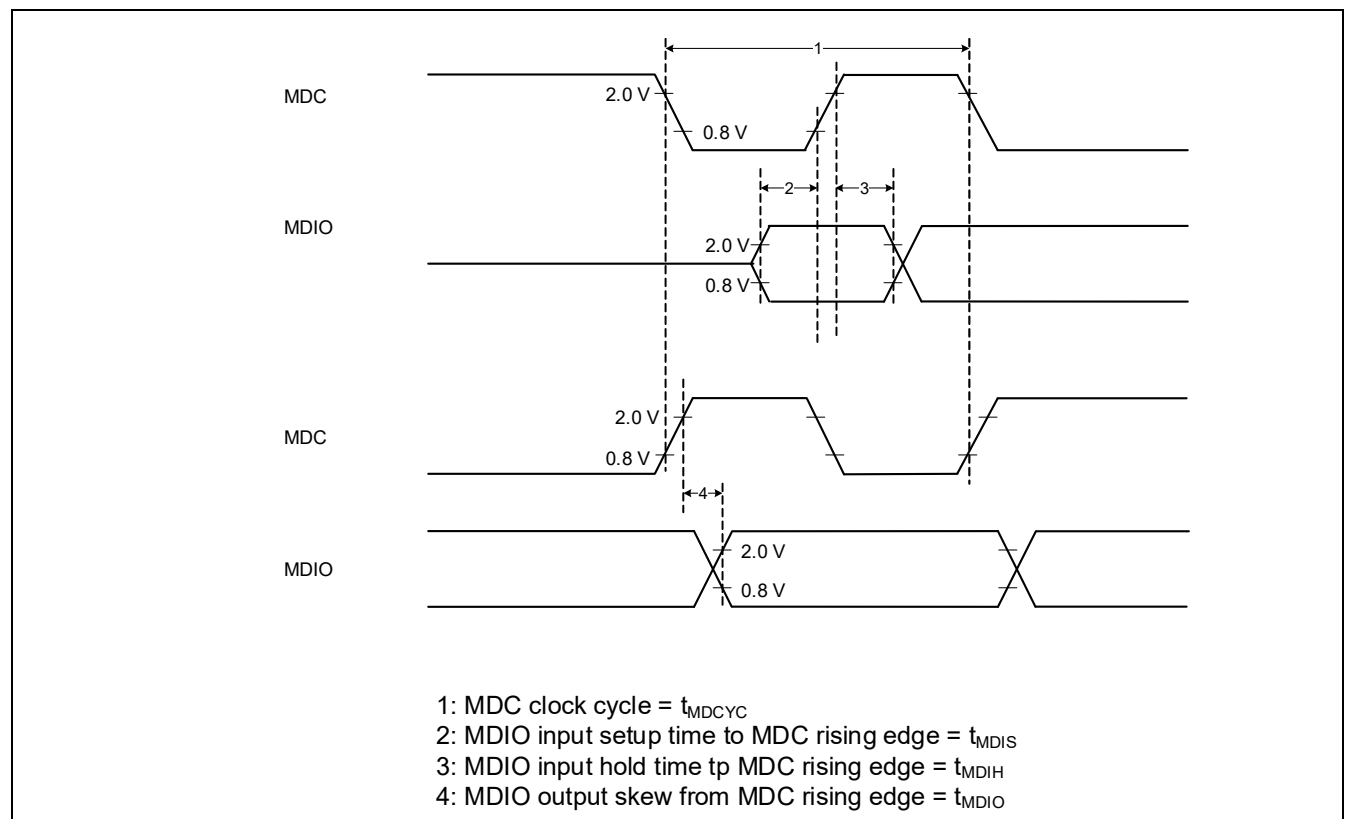 1
MDC
2.0 V
0.8 V
2
3
MDIO
2.0 V
0.8 V
2.0 V
MDC
0.8 V
4
2.0 V
MDIO
0.8 V
1: MDC clock cycle = tMDCYC
2: MDIO input setup time to MDC rising edge = tMDIS
3: MDIO input hold time tp MDC rising edge = tMDIH
4: MDIO output skew from MDC rising edge = tMDIO